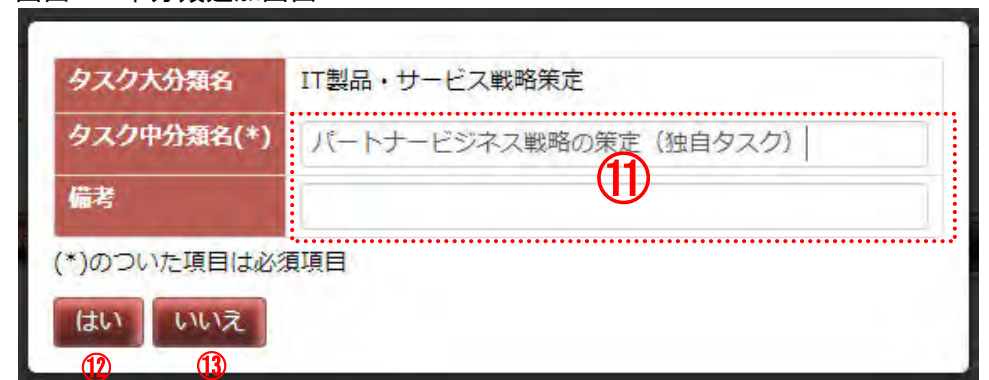 タスク大分類名 IT製品・サービス戦略策定
タスク中分類名(*) パートナービジネス戦略の策定（独自タスク）
⑪
備考
(*)のついた項目は必須項目
はい いいえ
⑫ ⑬